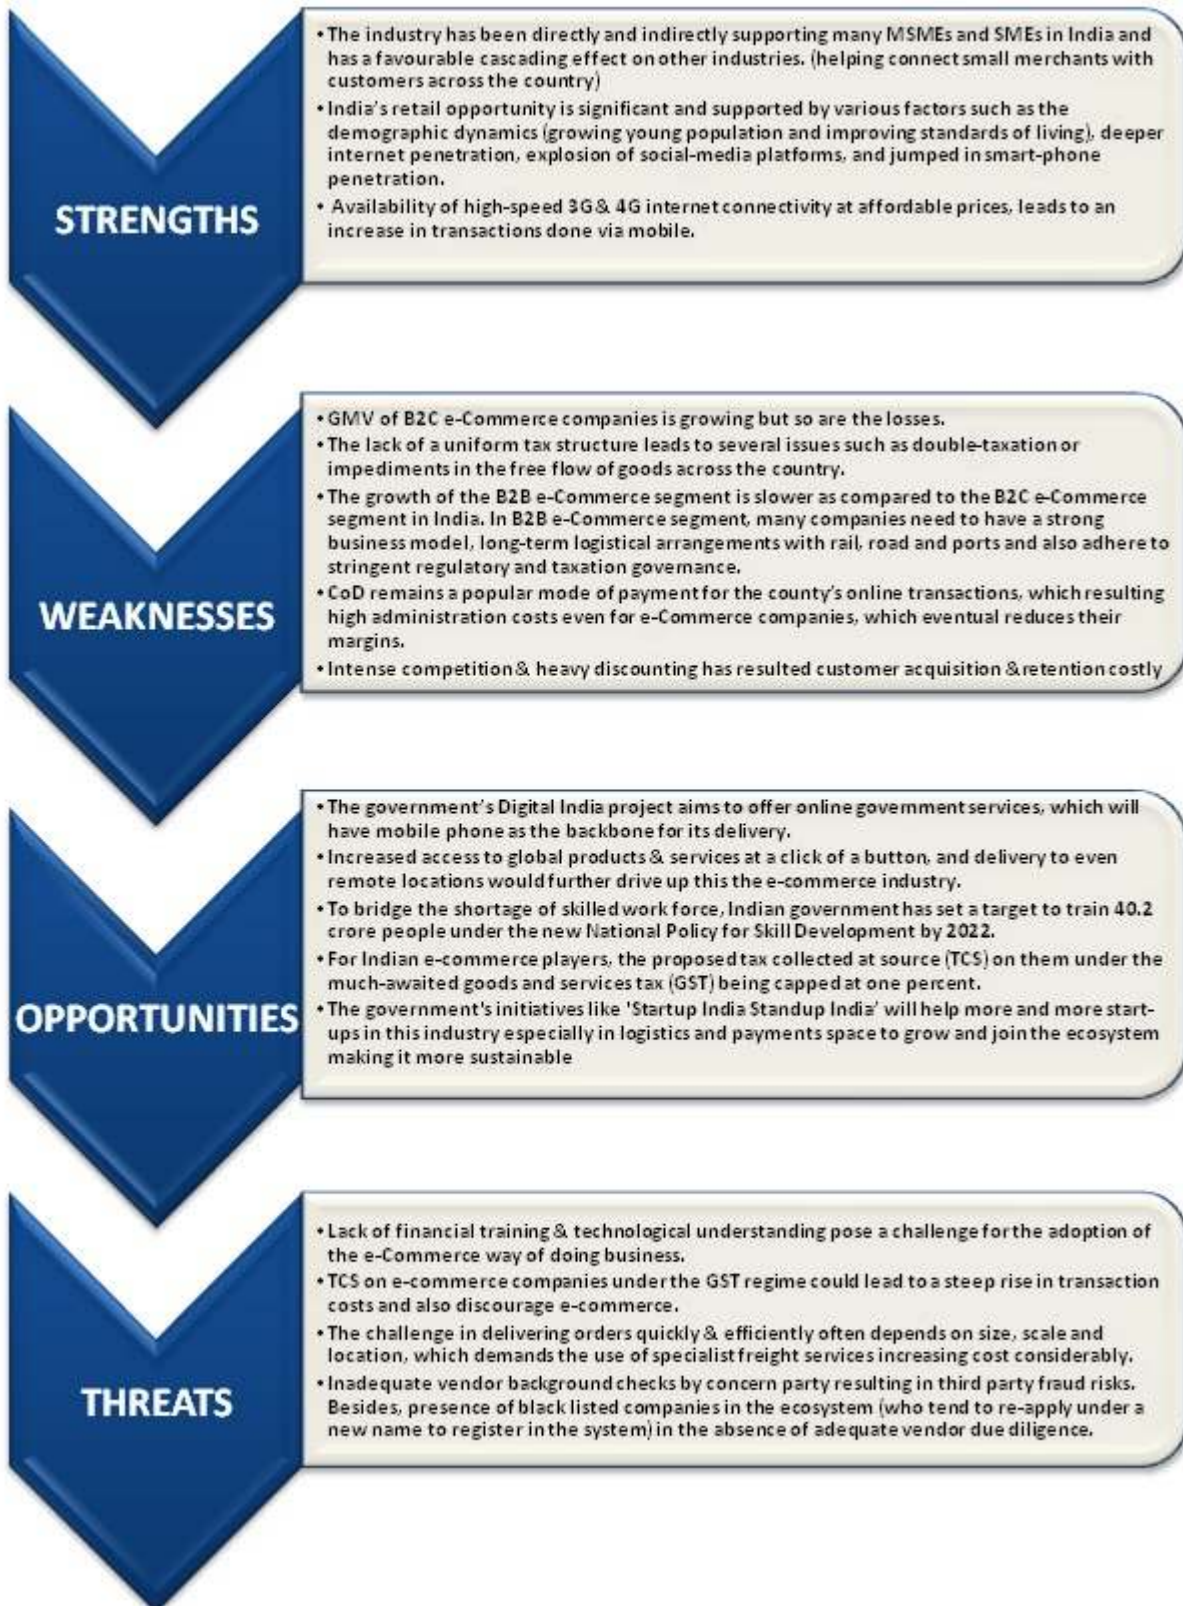 STRENGTHS
• The industry has been directly and indirectly supporting many MSMEs and SMEs in India and
has a favourable cascading effect on other industries. (helping connect small merchants with
customers across the country)
• India's retail opportunity is significant and supported by various factors such as the
demographic dynamics (growing young population and improving standards of living), deeper
internet penetration, explosion of social-media platforms, and jumped in smart-phone
penetration.
• Availability of high-speed 3G & 4G internet connectivity at affordable prices, leads to an
increase in transactions done via mobile.
WEAKNESSES
• GMV of B2C e-Commerce companies is growing but so are the losses.
• The lack of a uniform tax structure leads to several issues such as double-taxation or
impediments in the free flow of goods across the country.
• The growth of the B2B e-Commerce segment is slower as compared to the B2C e-Commerce
segment in India. In B2B e-Commerce segment, many companies need to have a strong
business model, long-term logistical arrangements with rail, road and ports and also adhere to
stringent regulatory and taxation governance.
• CoD remains a popular mode of payment for the county's online transactions, which resulting
high administration costs even for e-Commerce companies, which eventual reduces their
margins.
• Intense competition & heavy discounting has resulted customer acquisition & retention costly
OPPORTUNITIES
• The government's Digital India project aims to offer online government services, which will
have mobile phone as the backbone for its delivery.
• Increased access to global products & services at a click of a button, and delivery to even
remote locations would further drive up this the e-commerce industry.
• To bridge the shortage of skilled work force, Indian government has set a target to train 40.2
crore people under the new National Policy for Skill Development by 2022.
• For Indian e-commerce players, the proposed tax collected at source (TCS) on them under the
much-awaited goods and services tax (GST) being capped at one percent.
• The government's initiatives like 'Startup India Standup India' will help more and more start-
ups in this industry especially in logistics and payments space to grow and join the ecosystem
making it more sustainable
THREATS
• Lack of financial training & technological understanding pose a challenge for the adoption of
the e-Commerce way of doing business.
• TCS on e-commerce companies under the GST regime could lead to a steep rise in transaction
costs and also discourage e-commerce.
• The challenge in delivering orders quickly & efficiently often depends on size, scale and
location, which demands the use of specialist freight services increasing cost considerably.
• Inadequate vendor background checks by concern party resulting in third party fraud risks.
Besides, presence of black listed companies in the ecosystem (who tend to re-apply under a
new name to register in the system) in the absence of adequate vendor due diligence.